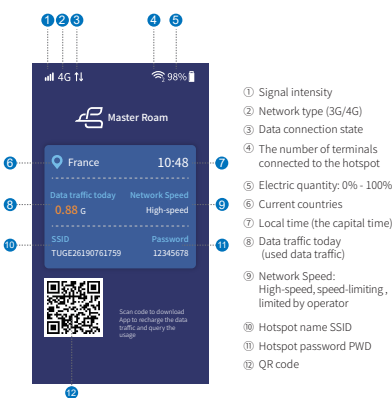 1 2 3 4 5
4G 98%
Master Roam
6 France 10:48 7
Data traffic today Network Speed
8 0.88 G High-speed 9
SSID Password
10 TUGE26190761759 12345678 11
Scan code to download
App to recharge the data
traffic and query the
usage
12
① Signal intensity
② Network type (3G/4G)
③ Data connection state
④ The number of terminals
connected to the hotspot
⑤ Electric quantity: 0% - 100%
⑥ Current countries
⑦ Local time (the capital time)
⑧ Data traffic today
(used data traffic)
⑨ Network Speed:
High-speed, speed-limiting ,
limited by operator
⑩ Hotspot name SSID
⑪ Hotspot password PWD
⑫ QR code